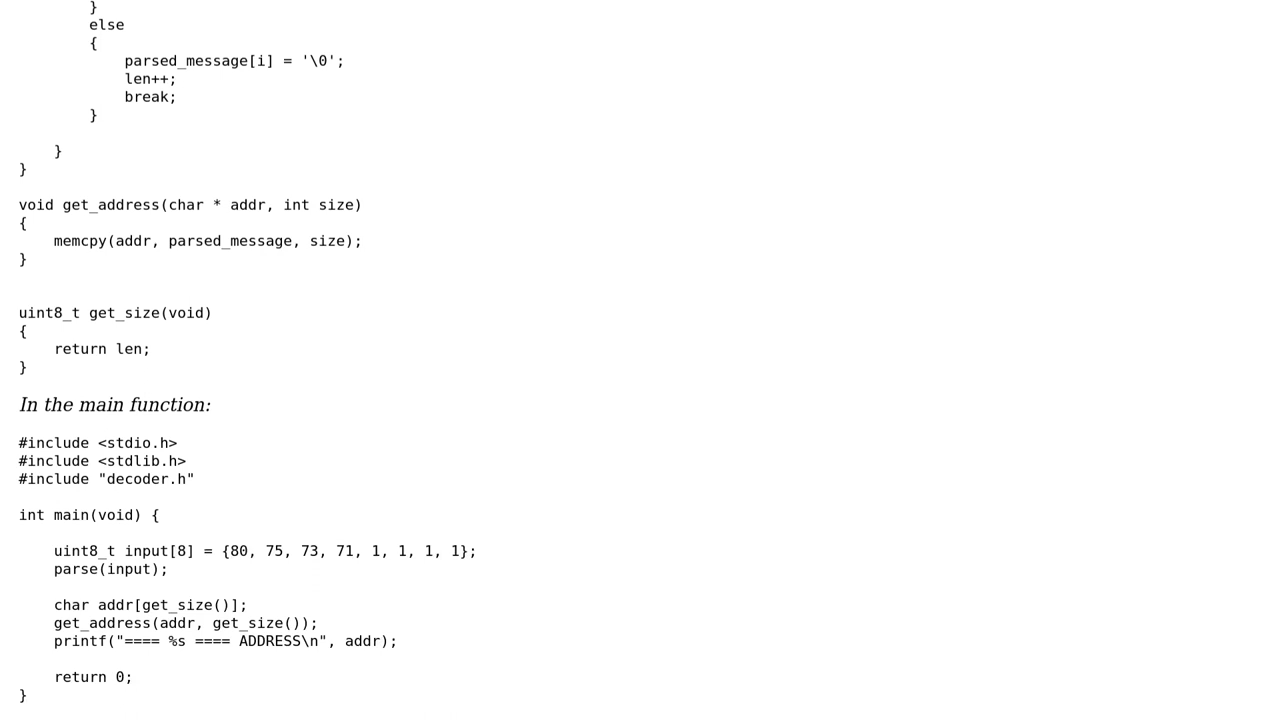 }
        else
        {
            parsed_message[i] = '\0';
            len++;
            break;
        }

    }
}

void get_address(char * addr, int size)
{
    memcpy(addr, parsed_message, size);
}


uint8_t get_size(void)
{
    return len;
}

In the main function:

#include <stdio.h>
#include <stdlib.h>
#include "decoder.h"

int main(void) {

    uint8_t input[8] = {80, 75, 73, 71, 1, 1, 1, 1};
    parse(input);

    char addr[get_size()];
    get_address(addr, get_size());
    printf("==== %s ==== ADDRESS\n", addr);

    return 0;
}